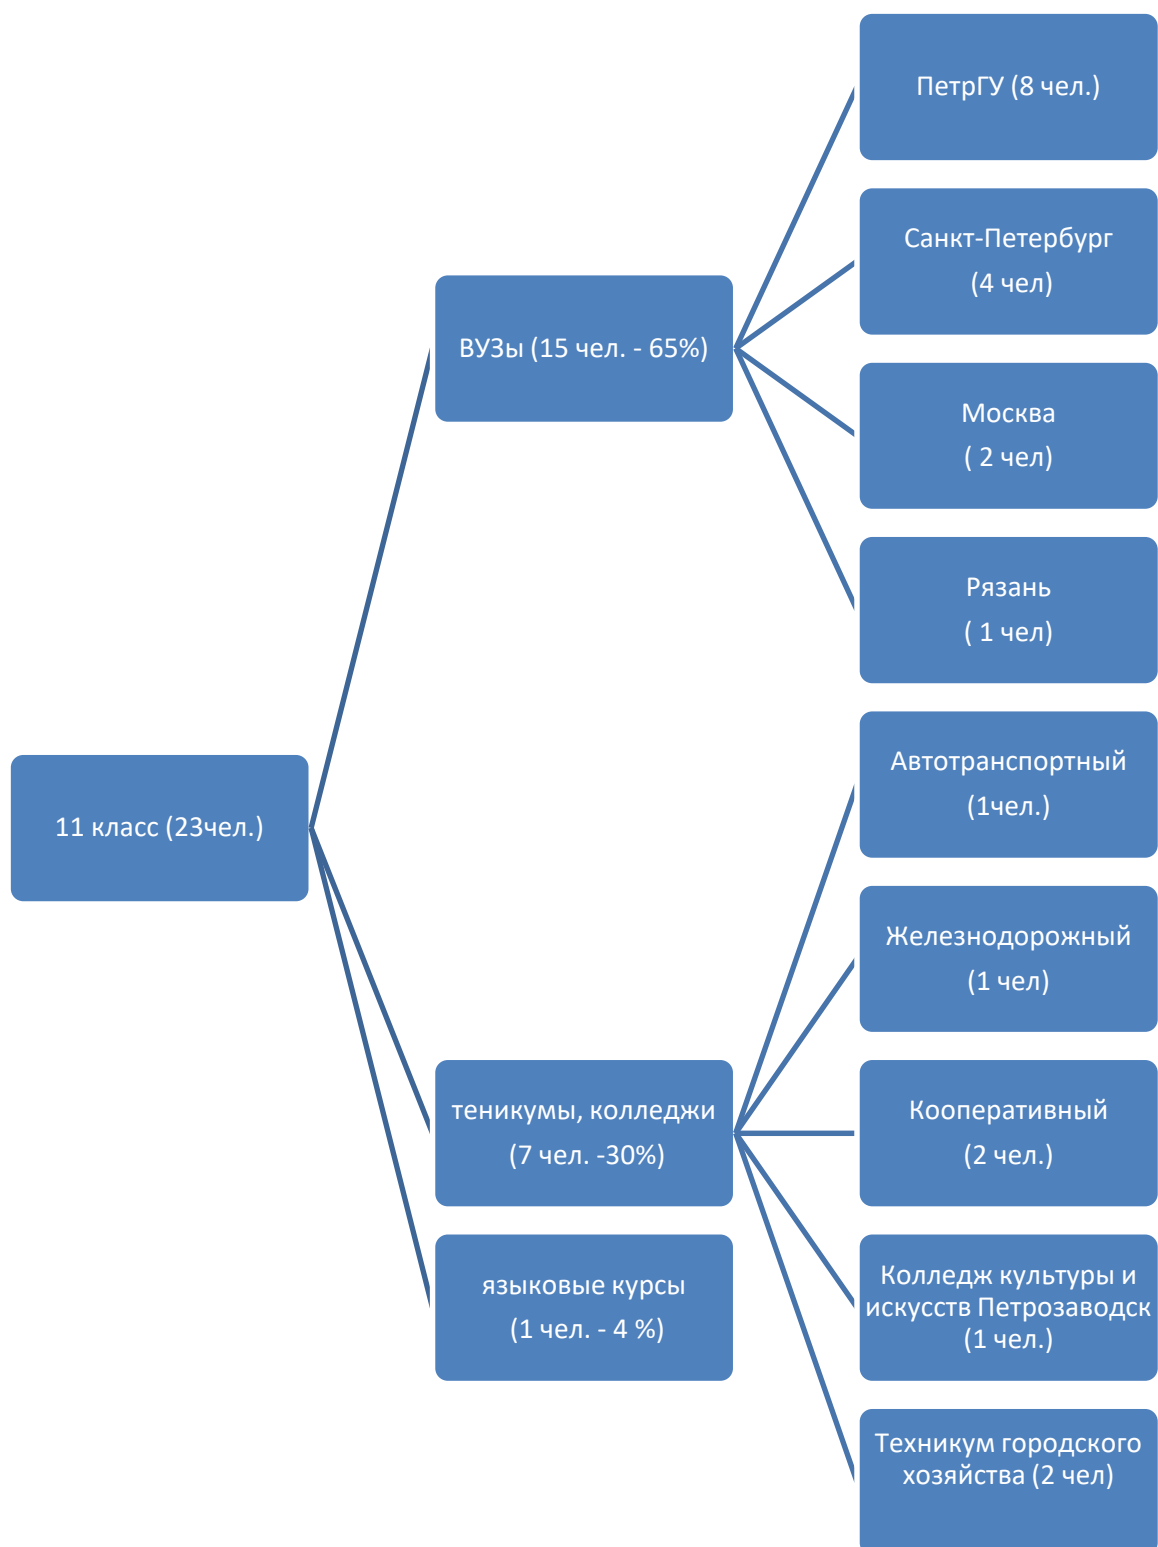 ПетрГУ (8 чел.)
Санкт-Петербург
(4 чел)
ВУЗы (15 чел. - 65%)
Москва
( 2 чел)
Рязань
( 1 чел)
11 класс (23чел.)
Автотранспортный
(1чел.)
Железнодорожный
(1 чел)
теникумы, колледжи
(7 чел. -30%)
Кооперативный
(2 чел.)
языковые курсы
(1 чел. - 4 %)
Колледж культуры и
искусств Петрозаводск
(1 чел.)
Техникум городского
хозяйства (2 чел)